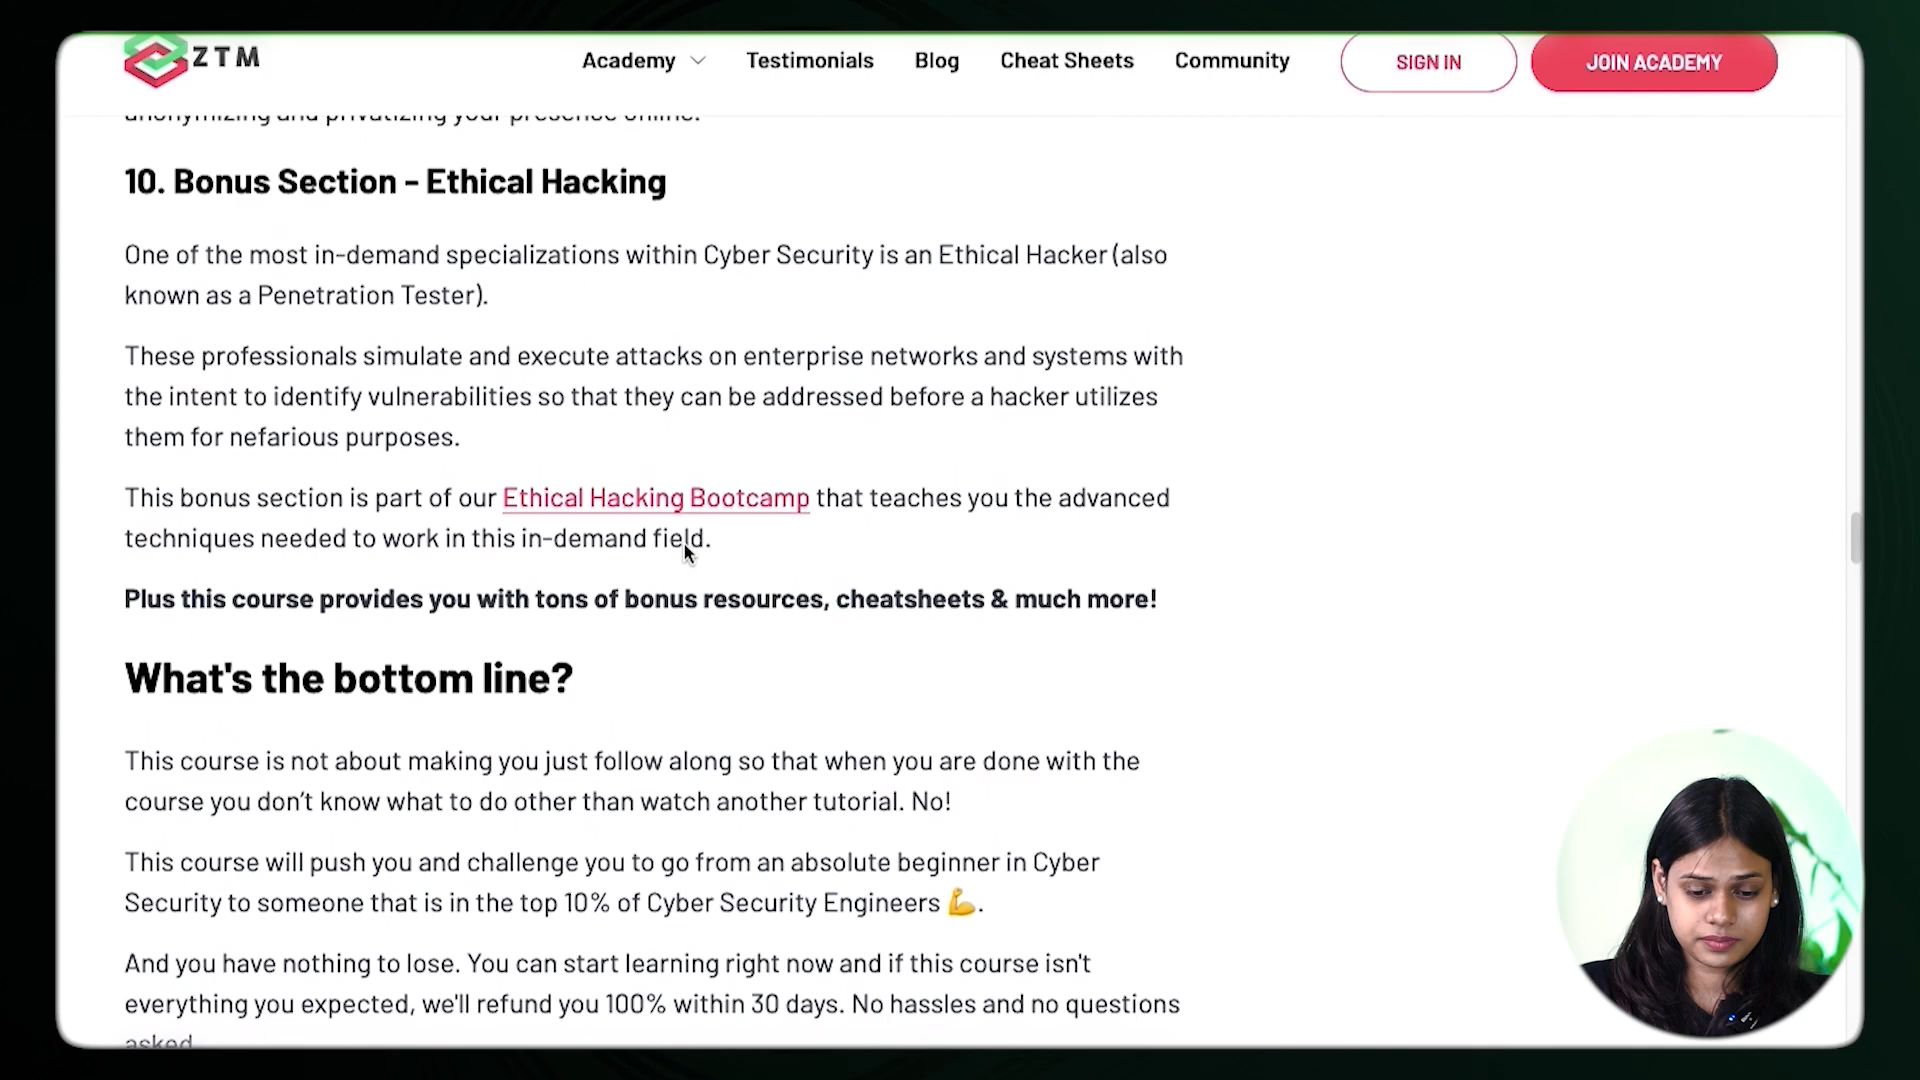 ZTM
Academy
Testimonials
Blog
Cheat Sheets
Community
SIGN IN
JOIN ACADEMY
anonymizing and privatizing your presence online.
10. Bonus Section - Ethical Hacking
One of the most in-demand specializations within Cyber Security is an Ethical Hacker (also
known as a Penetration Tester).
These professionals simulate and execute attacks on enterprise networks and systems with
the intent to identify vulnerabilities so that they can be addressed before a hacker utilizes
them for nefarious purposes.
This bonus section is part of our Ethical Hacking Bootcamp that teaches you the advanced
techniques needed to work in this in-demand field.
Plus this course provides you with tons of bonus resources, cheatsheets & much more!
What's the bottom line?
This course is not about making you just follow along so that when you are done with the
course you don’t know what to do other than watch another tutorial. No!
This course will push you and challenge you to go from an absolute beginner in Cyber
Security to someone that is in the top 10% of Cyber Security Engineers 💪.
And you have nothing to lose. You can start learning right now and if this course isn't
everything you expected, we'll refund you 100% within 30 days. No hassles and no questions
asked